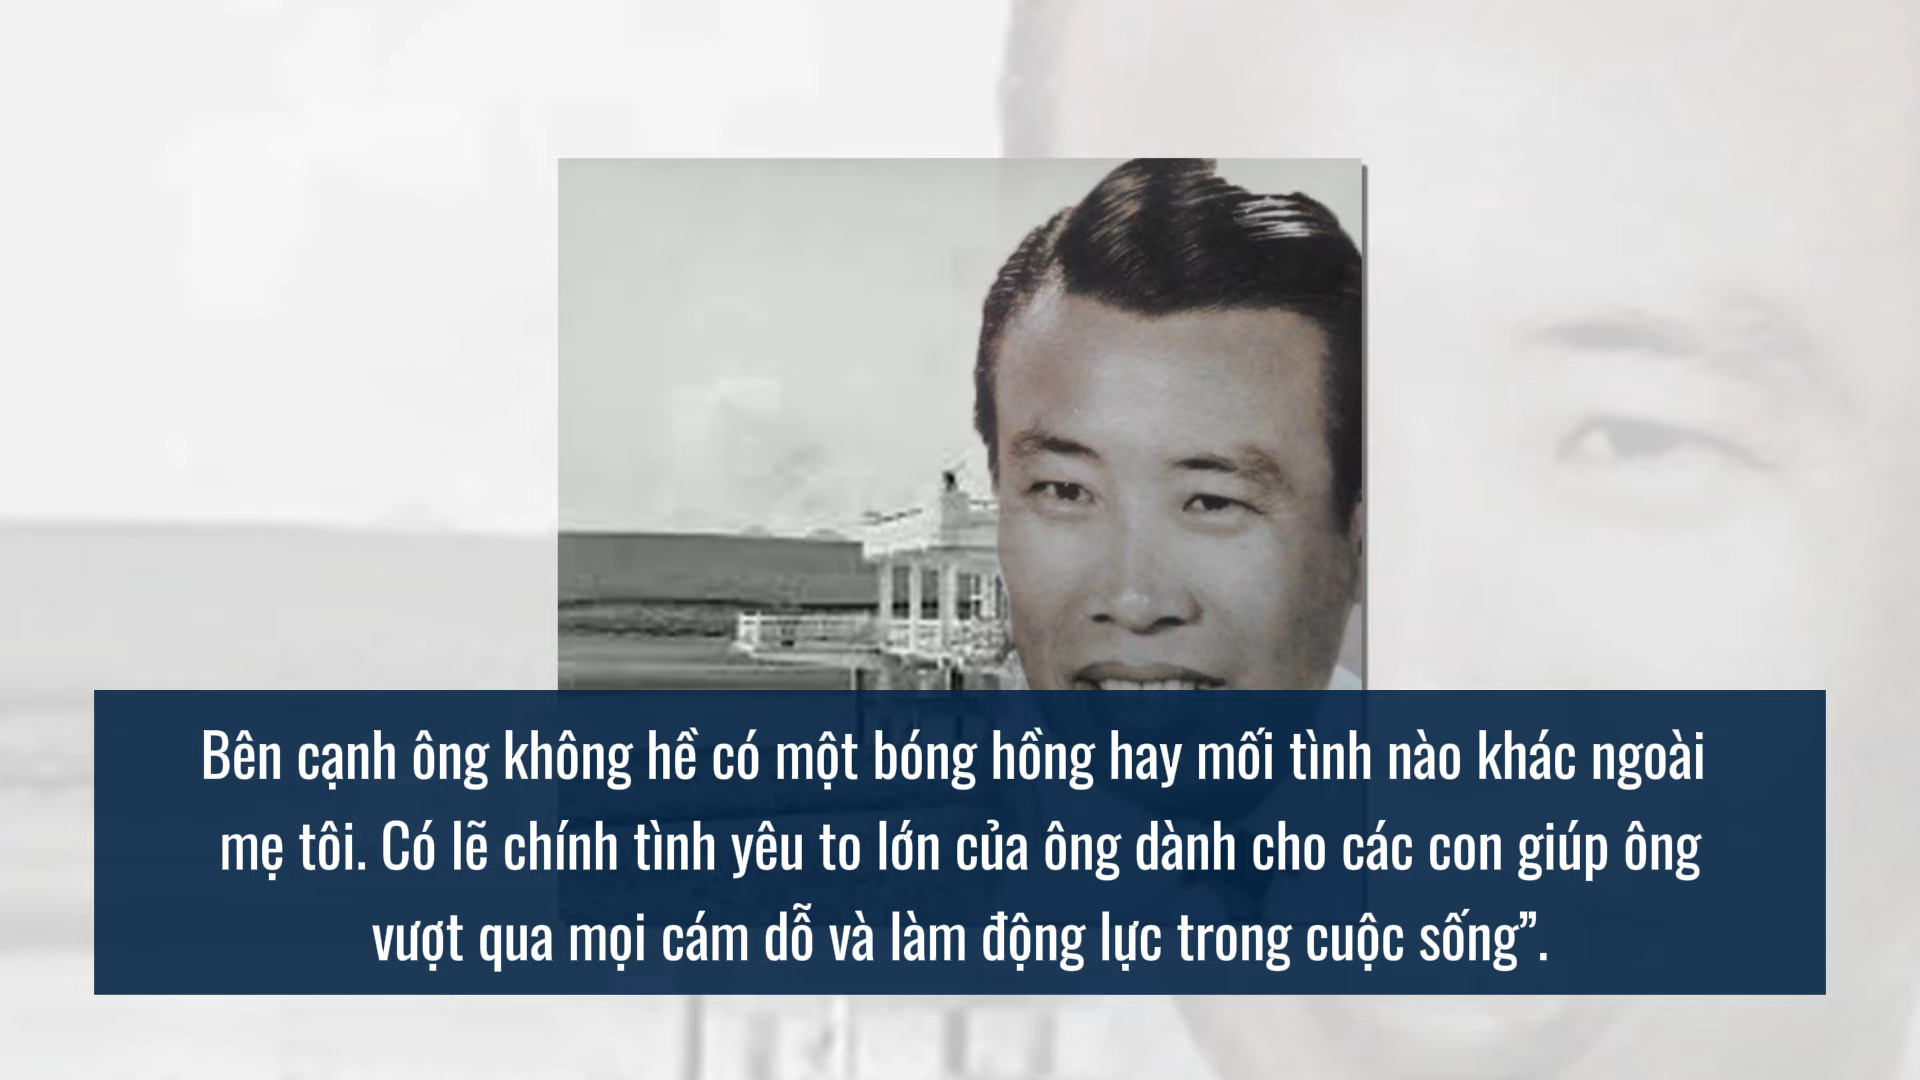 Bên cạnh ông không hề có một bóng hồng hay mối tình nào khác ngoài
mẹ tôi. Có lẽ chính tình yêu to lớn của ông dành cho các con giúp ông
vượt qua mọi cám dỗ và làm động lực trong cuộc sống”.